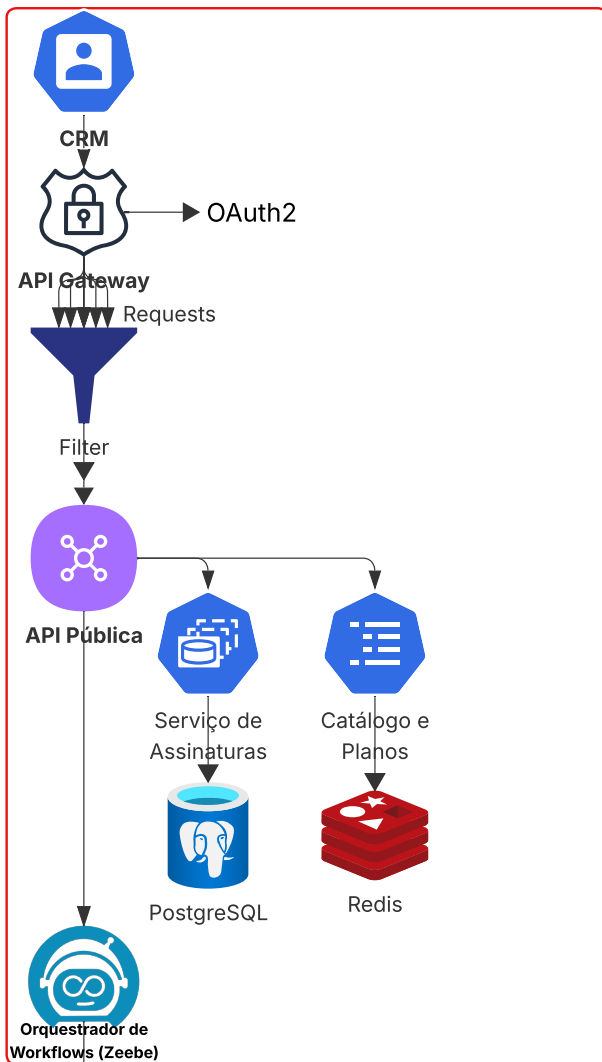 CRM
OAuth2
API Gateway
Requests
Filter
API Pública
Serviço de
Assinaturas
Catálogo e
Planos
PostgreSQL
Redis
Orquestrador de
Workflows (Zeebe)